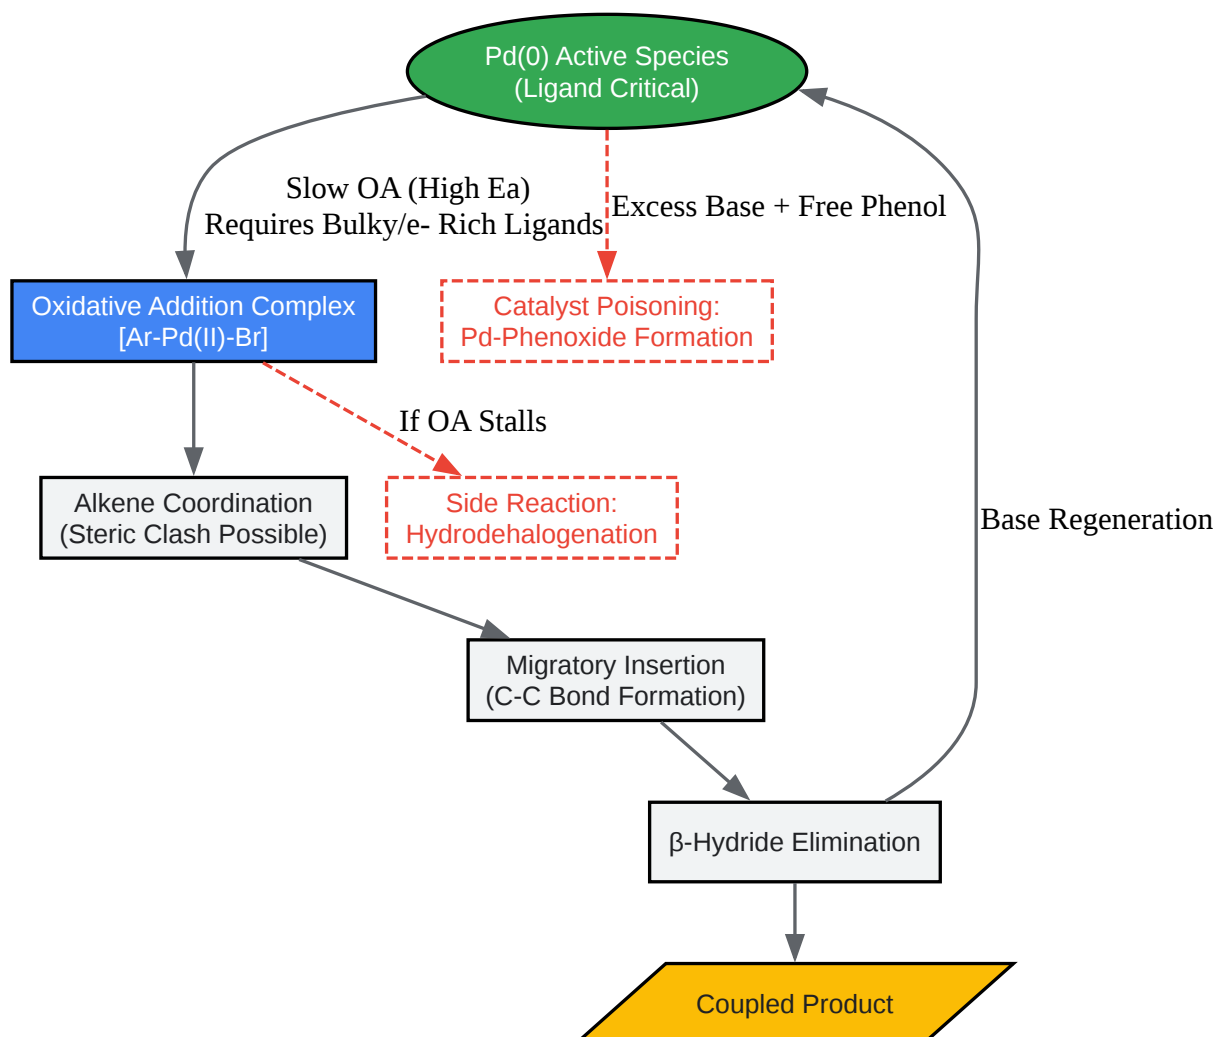 Pd(0) Active Species
(Ligand Critical)
Slow OA (High Ea)
Requires Bulky/e- Rich Ligands
Excess Base + Free Phenol
Oxidative Addition Complex
[Ar-Pd(II)-Br]
Catalyst Poisoning:
Pd-Phenoxide Formation
If OA Stalls
Alkene Coordination
(Steric Clash Possible)
Side Reaction:
Hydrodehalogenation
Base Regeneration
Migratory Insertion
(C-C Bond Formation)
β-Hydride Elimination
Coupled Product